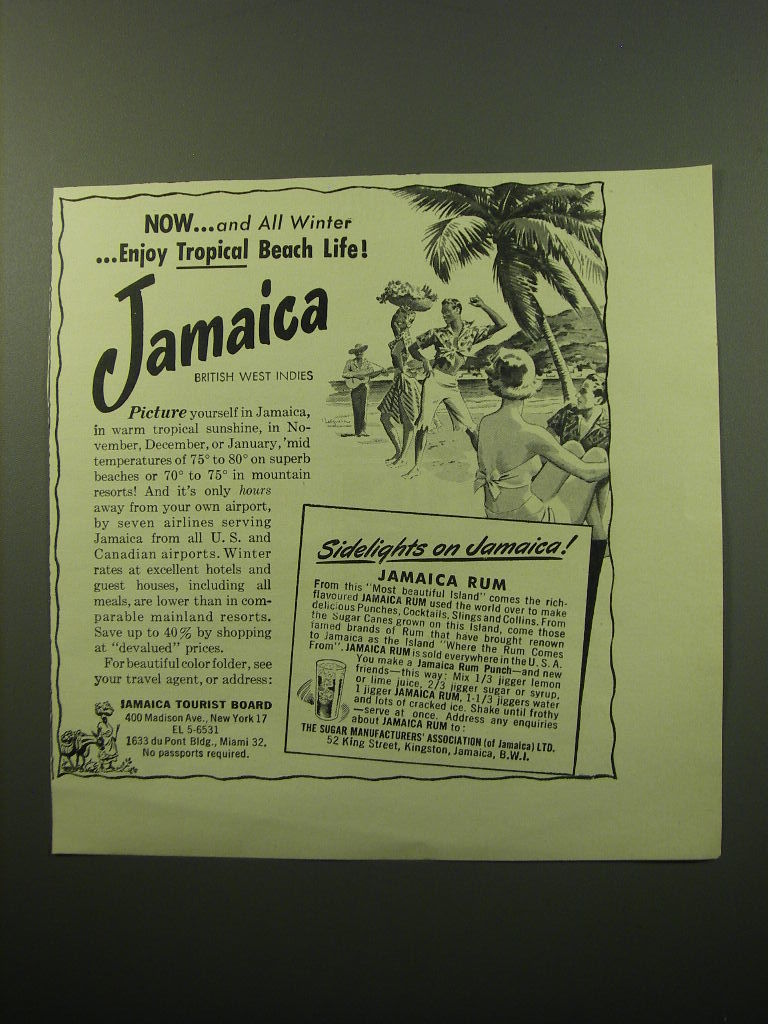 NOW...and All Winter
...Enjoy Tropical Beach Life!
Jamaica
BRITISH WEST INDIES
Picture yourself in Jamaica,
in warm tropical sunshine, in No-
vember, December, or January, 'mid
temperatures of 75° to 80° on superb
beaches or 70° to 75° in mountain
resorts! And it's only hours
away from your own airport,
by seven airlines serving
Jamaica from all U. S. and
Canadian airports. Winter
rates at excellent hotels and
guest houses, including all
meals, are lower than in com-
parable mainland resorts.
Save up to 40% by shopping
at "devalued" prices.
For beautiful color folder, see
your travel agent, or address:
JAMAICA TOURIST BOARD
400 Madison Ave., New York 17
EL 5-6531
1633 du Pont Bldg., Miami 32.
No passports required.
Sidelights on Jamaica!
JAMAICA RUM
From this "Most beautiful Island" comes the rich-
flavoured JAMAICA RUM used the world over to make
delicious Punches, Cocktails, Slings and Collins. From
the Sugar Canes grown on this Island, come those
famed brands of Rum that have brought renown
to Jamaica as the Island "Where the Rum Comes
From". JAMAICA RUM is sold everywhere in the U. S. A.
You make a Jamaica Rum Punch—and new
friends—this way: Mix 1/3 jigger lemon
or lime juice, 2/3 jigger sugar or syrup,
1 jigger JAMAICA RUM, 1-1/3 jiggers water
and lots of cracked ice. Shake until frothy
—serve at once. Address any enquiries
about JAMAICA RUM to:
THE SUGAR MANUFACTURERS' ASSOCIATION (of Jamaica) LTD.
52 King Street, Kingston, Jamaica, B.W.I.